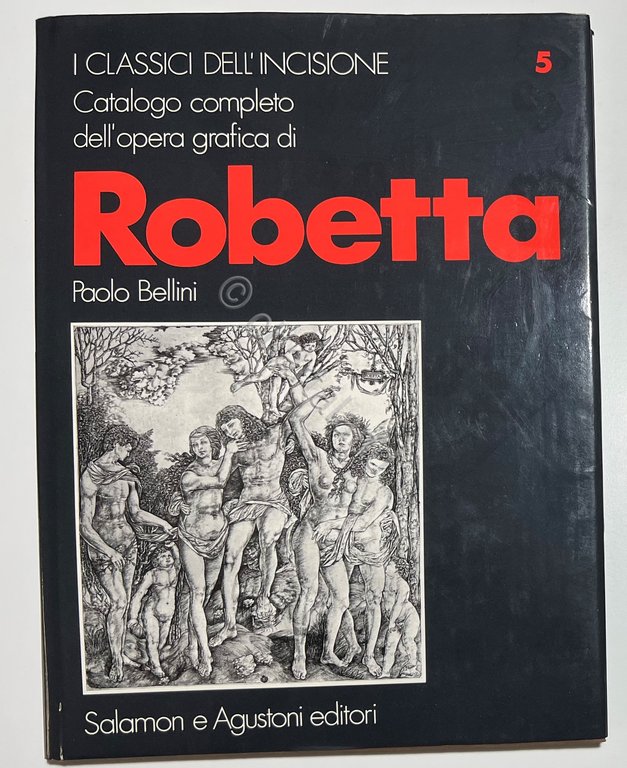 I CLASSICI DELL'INCISIONE 5
Catalogo completo
dell'opera grafica di
Robetta
Paolo Bellini
Salamon e Agustoni editori